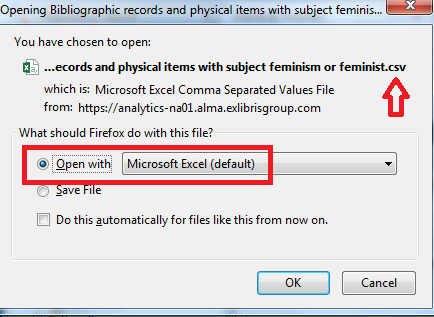 Opening Bibliographic records and physical items with subject feminis...
You have chosen to open:
...ecords and physical items with subject feminism or feminist.csv
which is: Microsoft Excel Comma Separated Values File
from: https://analytics-na01.alma.exlibrisgroup.com
What should Firefox do with this file?
Open with Microsoft Excel (default)
Save File
Do this automatically for files like this from now on.
OK Cancel